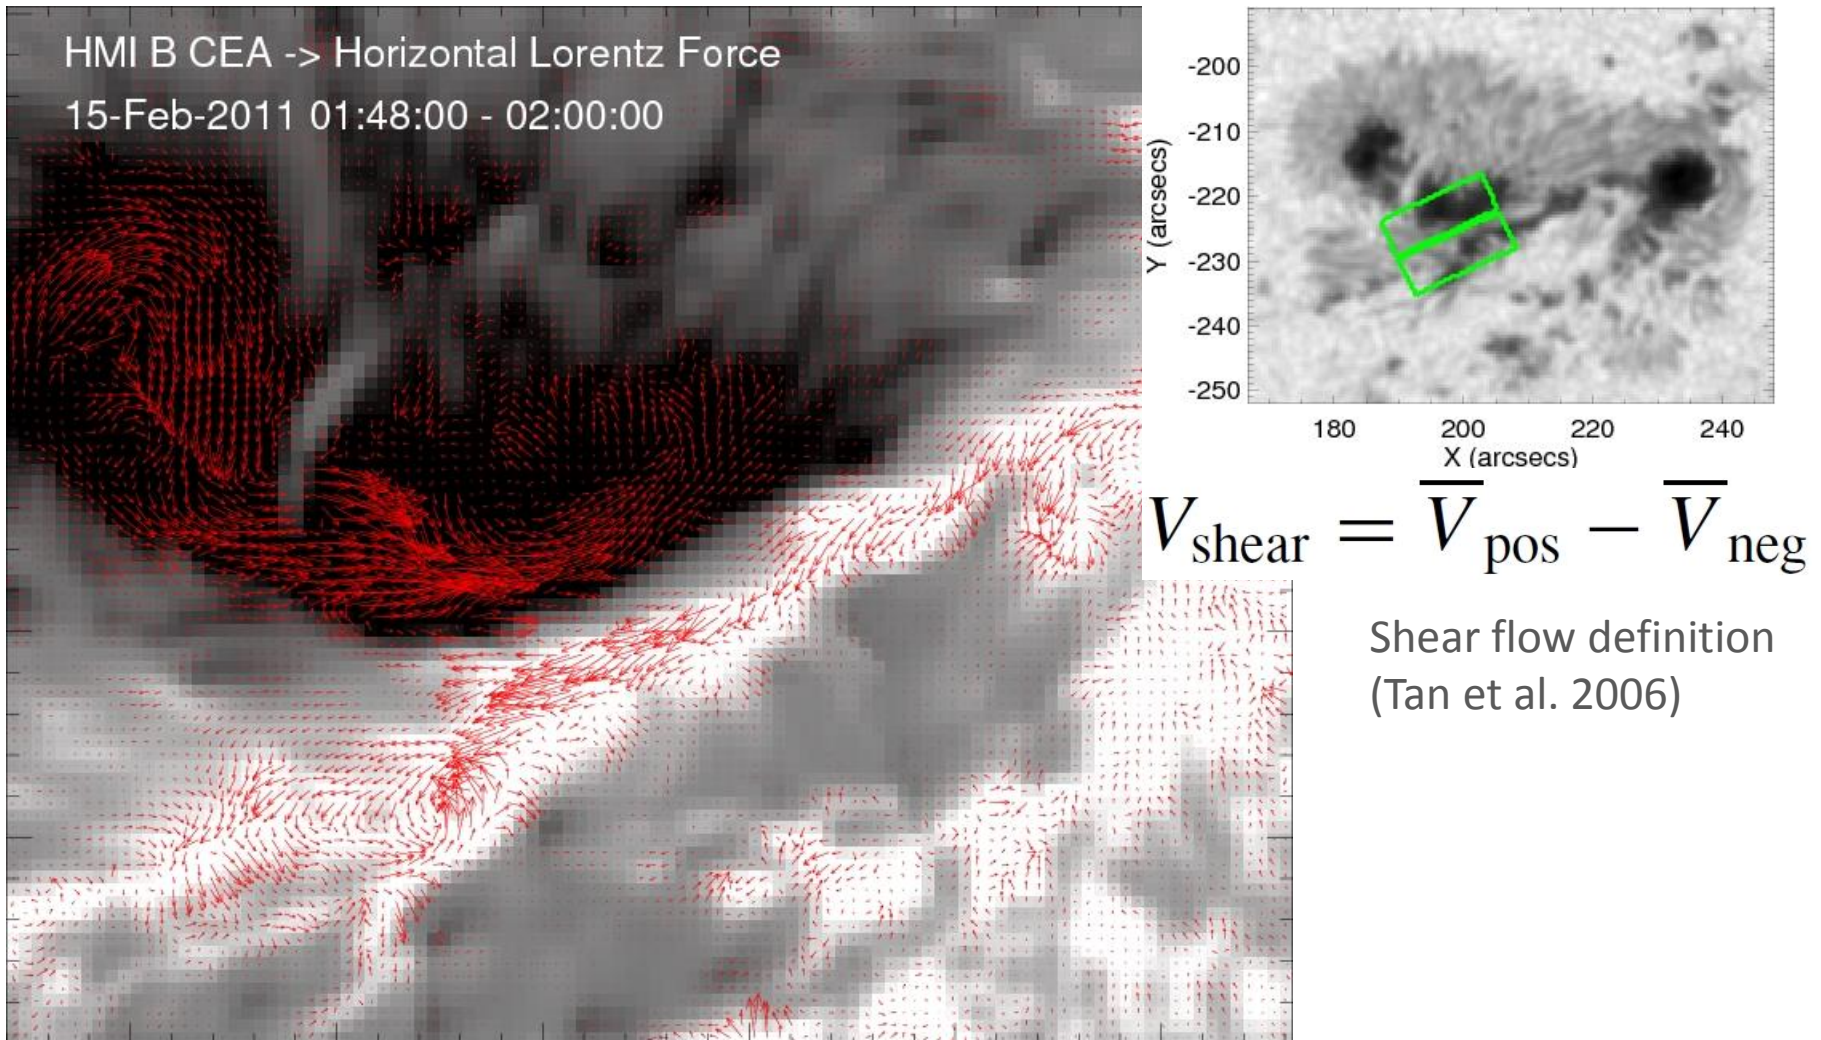 HMI B CEA -> Horizontal Lorentz Force
15-Feb-2011 01:48:00 - 02:00:00
-200
-210
-220
-230
-240
-250
Y (arcsecs)
180 200 220 240
X (arcsecs)
V̅shear = V̅pos − V̅neg
Shear flow definition
(Tan et al. 2006)